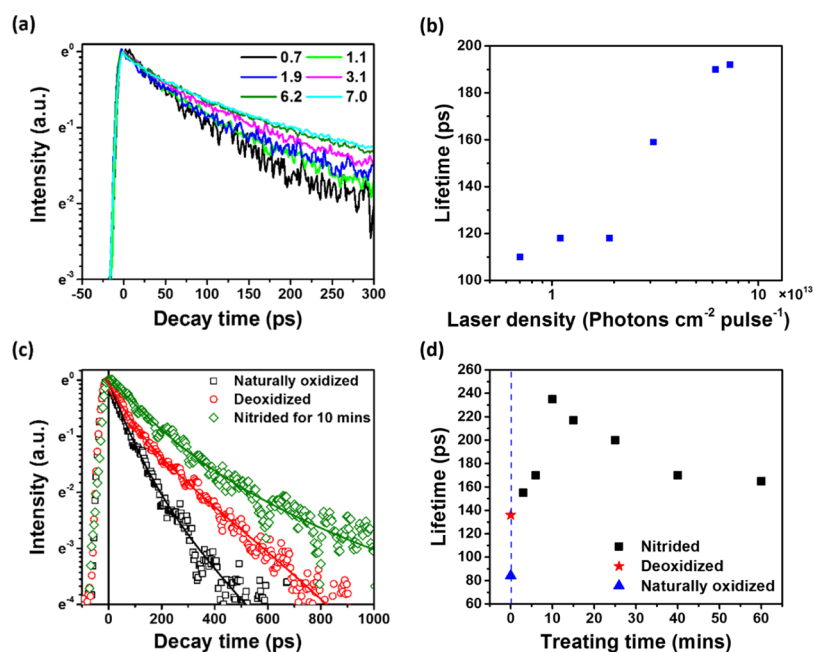 (a)
Intensity (a.u.)
e⁰
e⁻¹
e⁻²
e⁻³
0.7 1.1
1.9 3.1
6.2 7.0
-50 0 50 100 150 200 250 300
Decay time (ps)
(b)
Lifetime (ps)
200
180
160
140
120
100
1 10 ×10¹³
Laser density (Photons cm⁻² pulse⁻¹)
(c)
Intensity (a.u.)
e⁰
e⁻¹
e⁻²
e⁻³
e⁻⁴
Naturally oxidized
Deoxidized
Nitrided for 10 mins
0 200 400 600 800 1000
Decay time (ps)
(d)
Lifetime (ps)
260
240
220
200
180
160
140
120
100
80
60
Nitrided
Deoxidized
Naturally oxidized
0 10 20 30 40 50 60
Treating time (mins)